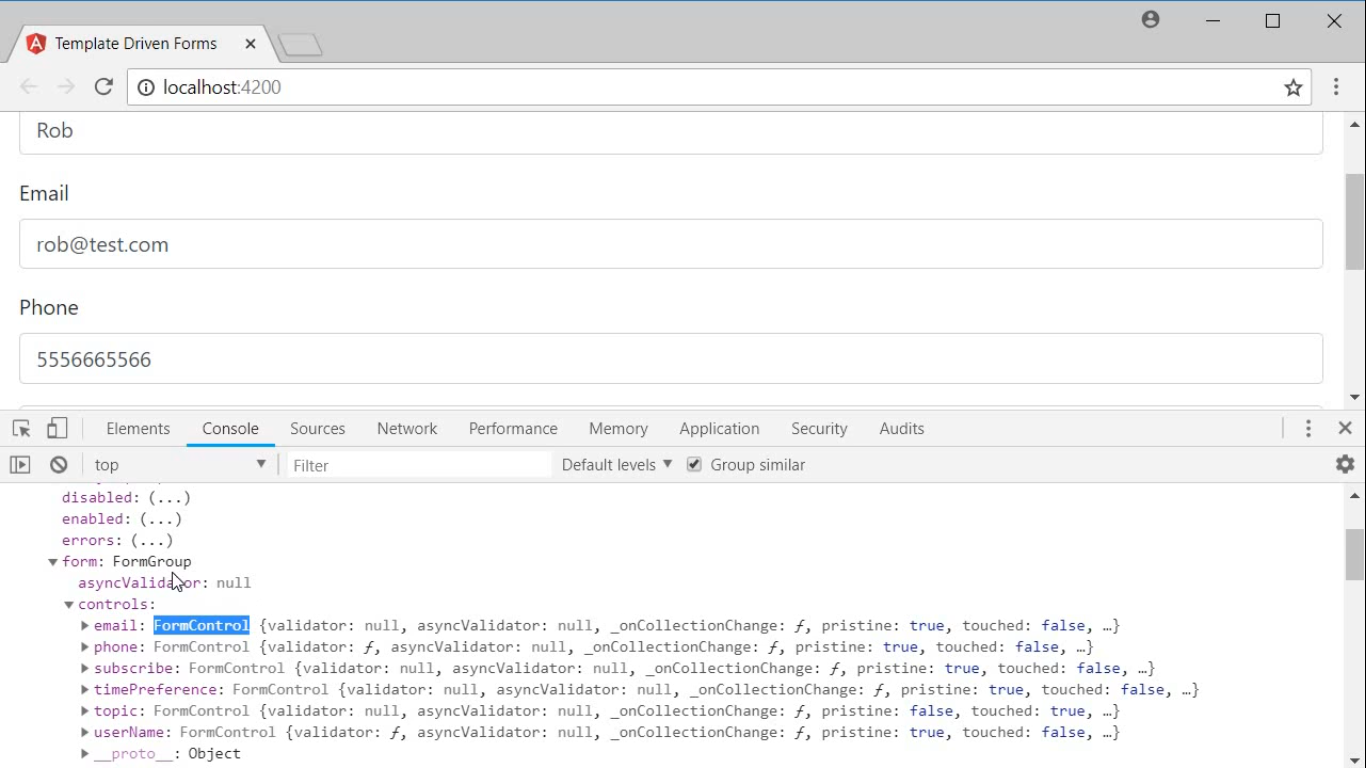 Template Driven Forms
localhost:4200
Rob
Email
rob@test.com
Phone
5556665566
Elements Console Sources Network Performance Memory Application Security Audits
top Filter Default levels Group similar
disabled: (...)
enabled: (...)
errors: (...)
form: FormGroup
asyncValidator: null
controls:
email: FormControl {validator: null, asyncValidator: null, _onCollectionChange: ƒ, pristine: true, touched: false, …}
phone: FormControl {validator: ƒ, asyncValidator: null, _onCollectionChange: ƒ, pristine: true, touched: false, …}
subscribe: FormControl {validator: null, asyncValidator: null, _onCollectionChange: ƒ, pristine: true, touched: false, …}
timePreference: FormControl {validator: null, asyncValidator: null, _onCollectionChange: ƒ, pristine: true, touched: false, …}
topic: FormControl {validator: null, asyncValidator: null, _onCollectionChange: ƒ, pristine: false, touched: true, …}
userName: FormControl {validator: ƒ, asyncValidator: null, _onCollectionChange: ƒ, pristine: true, touched: false, …}
__proto__: Object